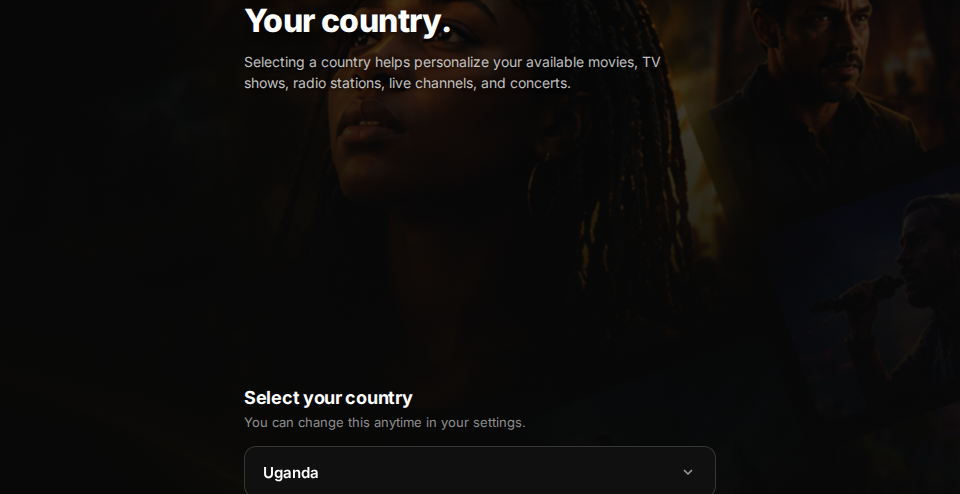 Your country.
Selecting a country helps personalize your available movies, TV
shows, radio stations, live channels, and concerts.
Select your country
You can change this anytime in your settings.
Uganda